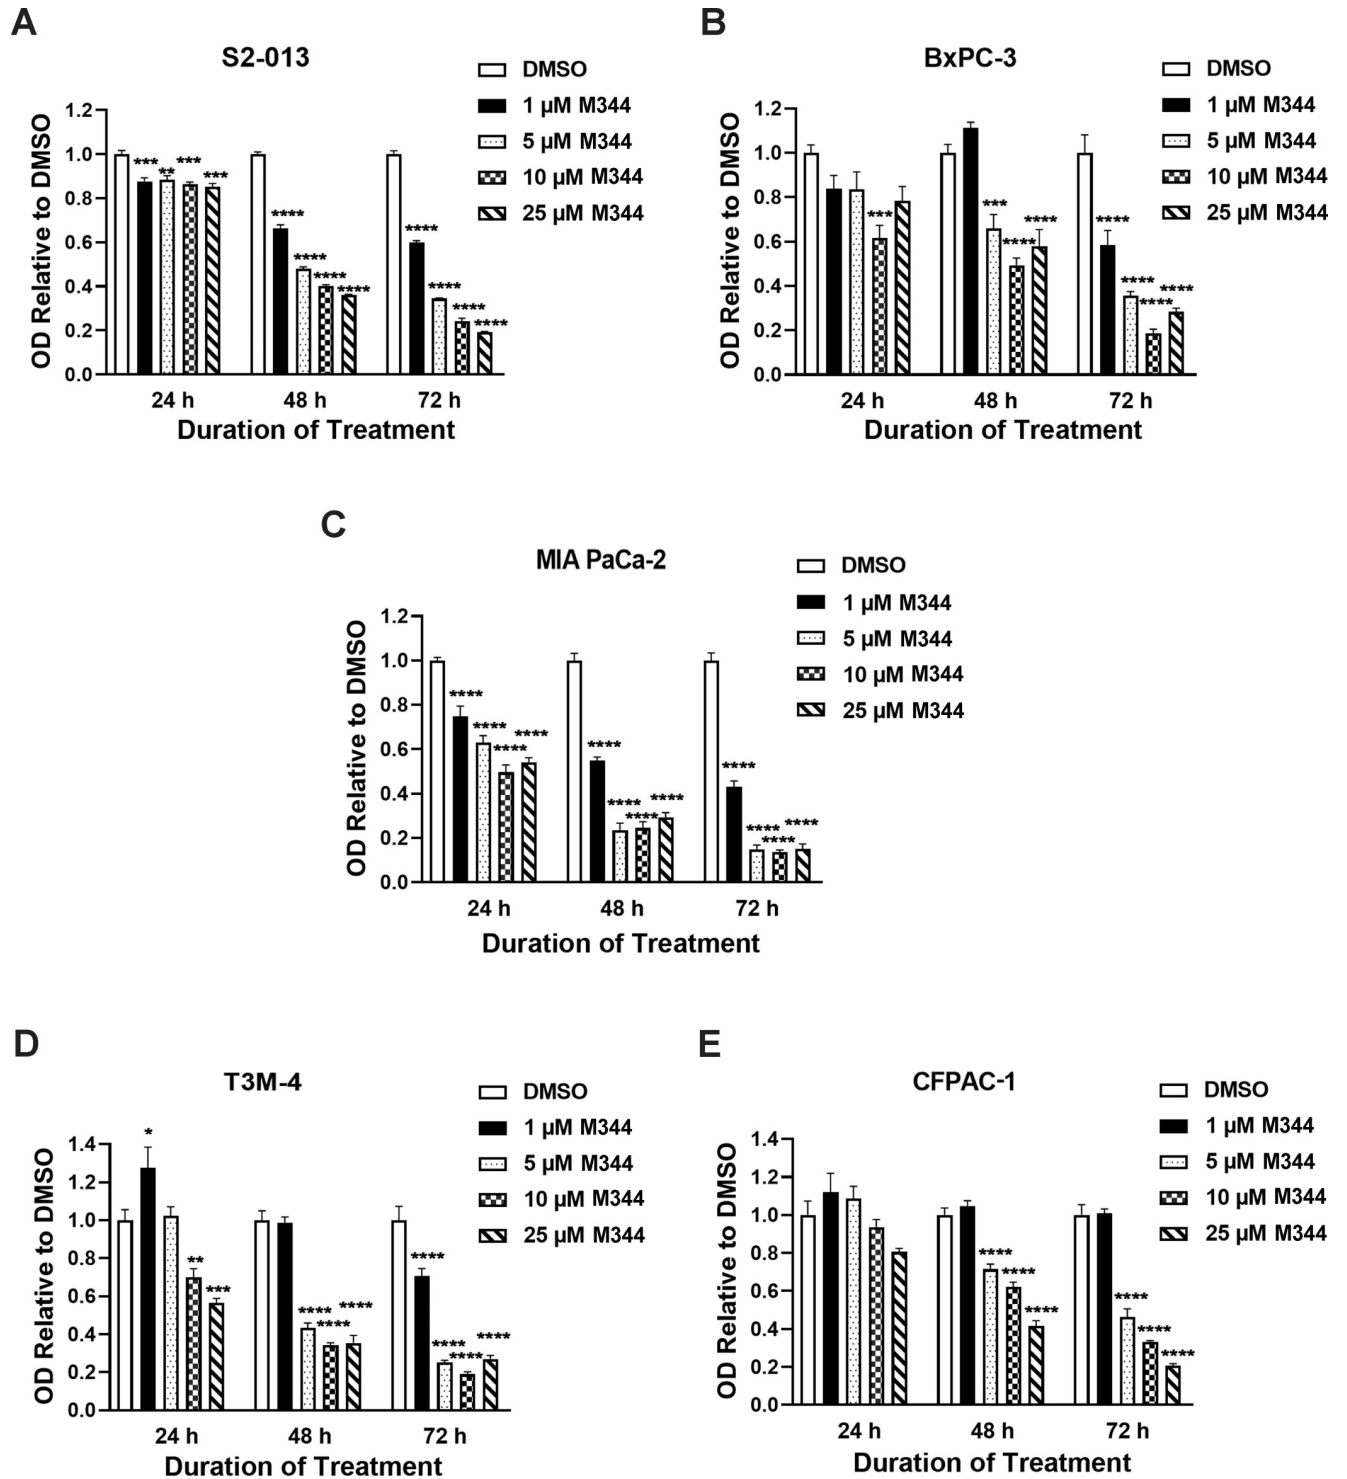 A
S2-013
DMSO
1 µM M344
5 µM M344
10 µM M344
25 µM M344
OD Relative to DMSO
1.2
1.0
0.8
0.6
0.4
0.2
0.0
*** ** *** ***
**** **** **** ****
**** **** **** ****
24 h 48 h 72 h
Duration of Treatment
B
BxPC-3
DMSO
1 µM M344
5 µM M344
10 µM M344
25 µM M344
OD Relative to DMSO
1.2
1.0
0.8
0.6
0.4
0.2
0.0
***
*** **** ****
**** **** **** ****
24 h 48 h 72 h
Duration of Treatment
C
MIA PaCa-2
DMSO
1 µM M344
5 µM M344
10 µM M344
25 µM M344
OD Relative to DMSO
1.2
1.0
0.8
0.6
0.4
0.2
0.0
**** **** **** ****
**** **** **** ****
**** **** **** ****
24 h 48 h 72 h
Duration of Treatment
D
T3M-4
DMSO
1 µM M344
5 µM M344
10 µM M344
25 µM M344
OD Relative to DMSO
1.4
1.2
1.0
0.8
0.6
0.4
0.2
0.0
* ** ***
**** **** ****
**** **** **** ****
24 h 48 h 72 h
Duration of Treatment
E
CFPAC-1
DMSO
1 µM M344
5 µM M344
10 µM M344
25 µM M344
OD Relative to DMSO
1.4
1.2
1.0
0.8
0.6
0.4
0.2
0.0
**** **** ****
**** **** ****
24 h 48 h 72 h
Duration of Treatment